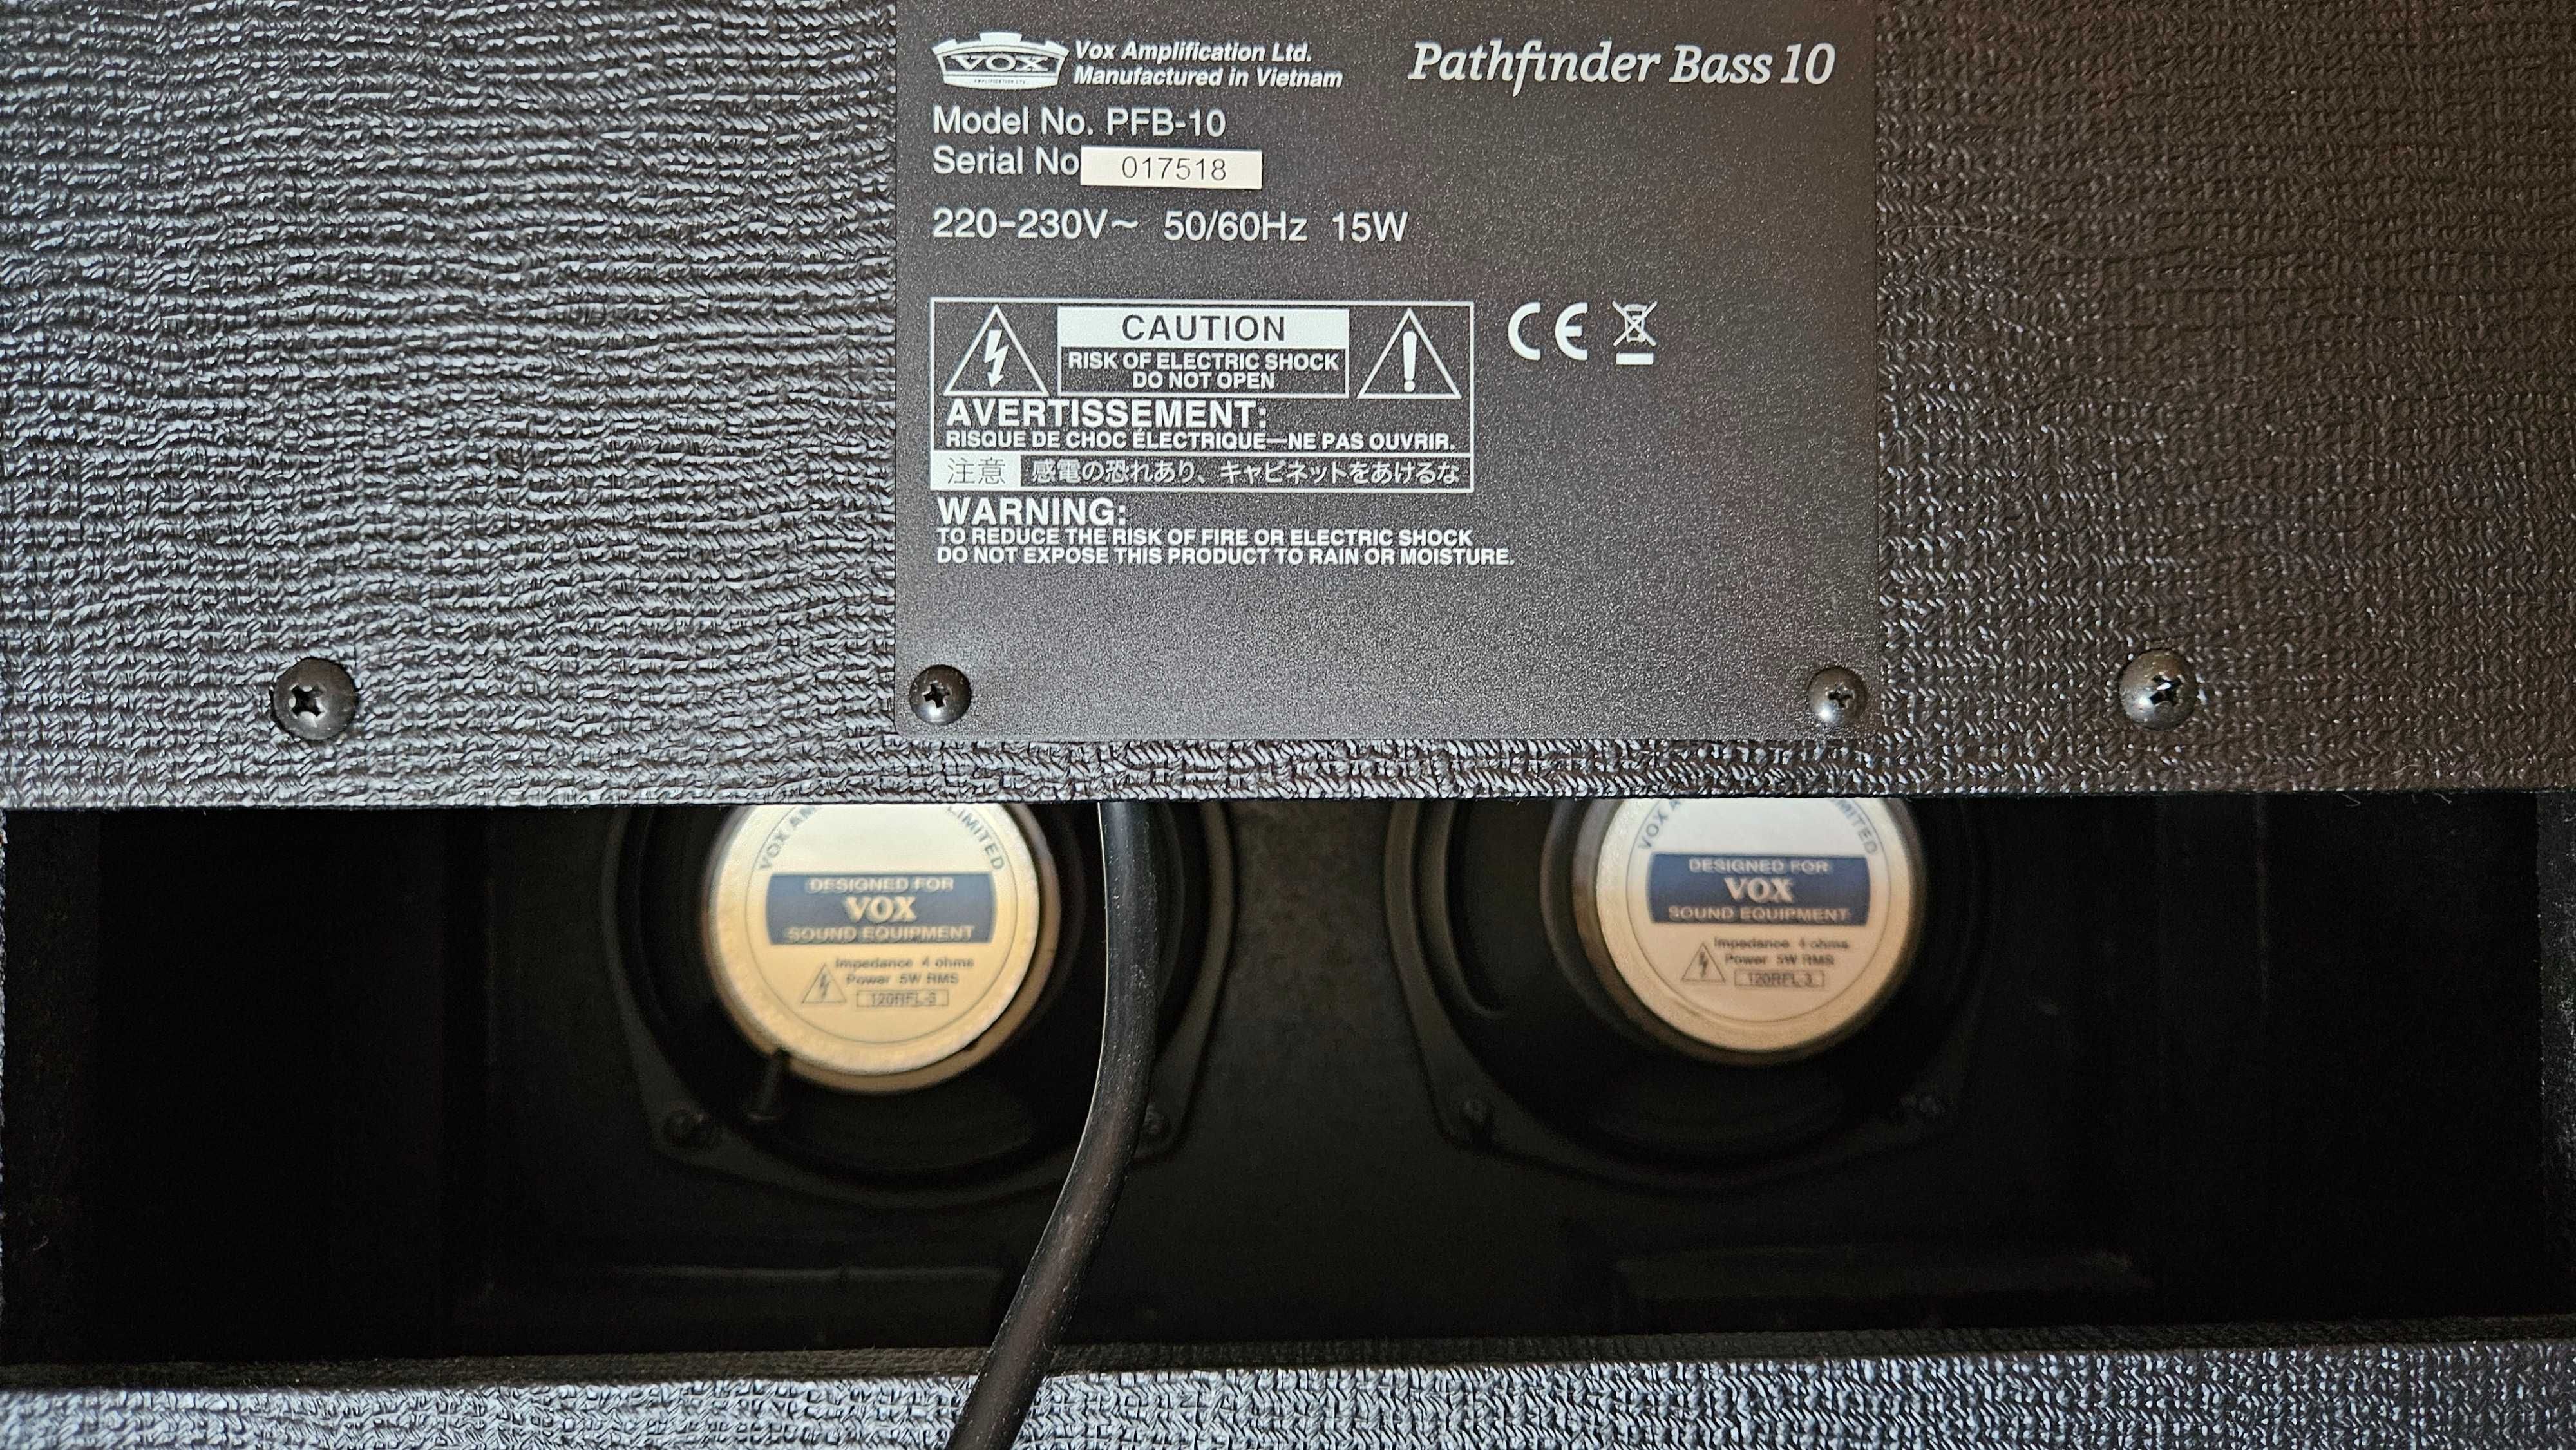 VOX
Vox Amplification Ltd.
Manufactured in Vietnam
Pathfinder Bass 10
Model No. PFB-10
Serial No
017518
220-230V~ 50/60Hz 15W
CAUTION
RISK OF ELECTRIC SHOCK
DO NOT OPEN
AVERTISSEMENT:
RISQUE DE CHOC ÉLECTRIQUE—NE PAS OUVRIR.
注意 感電の恐れあり、キャビネットをあけるな
CE
WARNING:
TO REDUCE THE RISK OF FIRE OR ELECTRIC SHOCK
DO NOT EXPOSE THIS PRODUCT TO RAIN OR MOISTURE.
VOX LIMITED
DESIGNED FOR
VOX
SOUND EQUIPMENT
Impedance 4 ohms
Power 5W RMS
120RFL-3
VOX
DESIGNED FOR
VOX
SOUND EQUIPMENT
Impedance 4 ohms
Power 5W RMS
120RFL-3